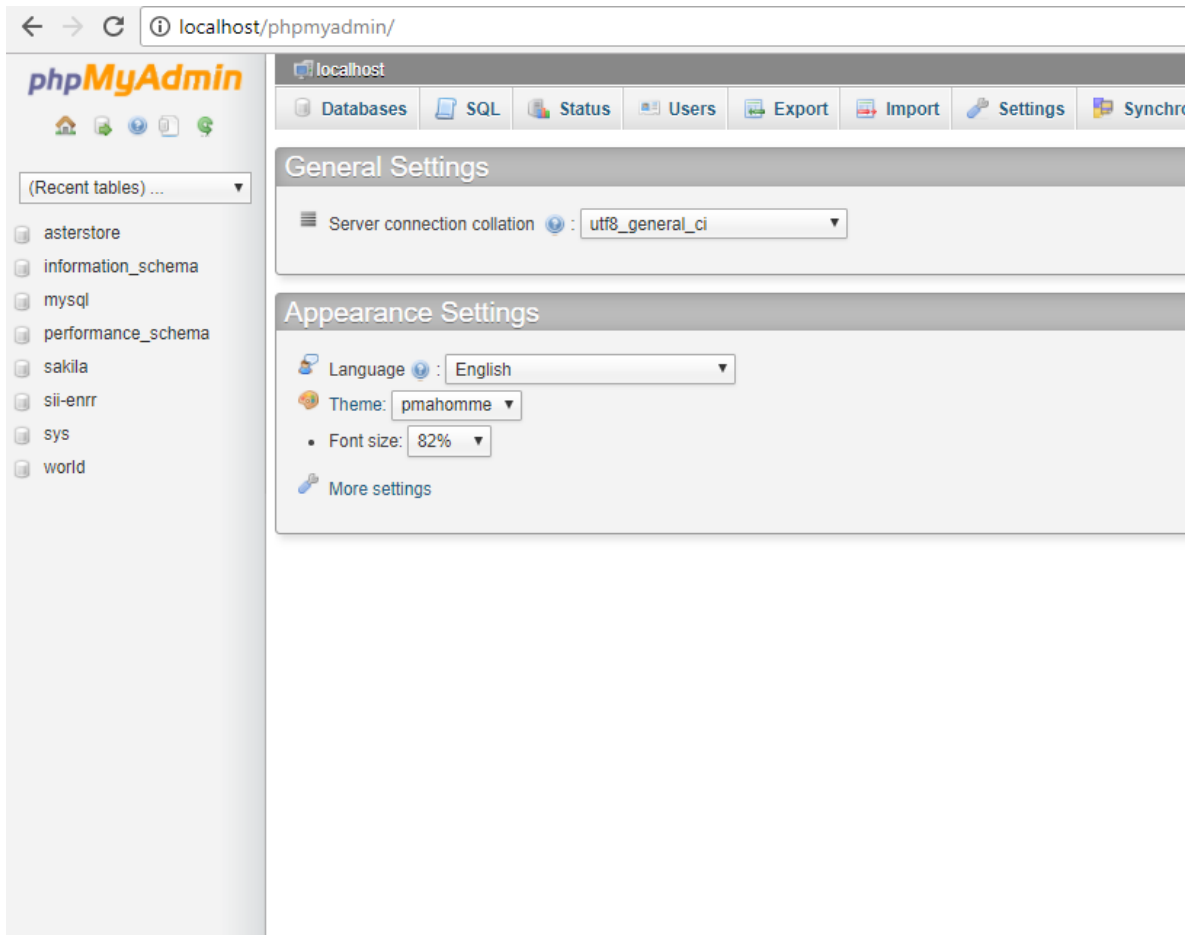 localhost/phpmyadmin/
phpMyAdmin
(Recent tables) ...
asterstore
information_schema
mysql
performance_schema
sakila
sii-enrr
sys
world
localhost
Databases SQL Status Users Export Import Settings Synchro
General Settings
Server connection collation : utf8_general_ci
Appearance Settings
Language : English
Theme: pmahomme
• Font size: 82%
More settings